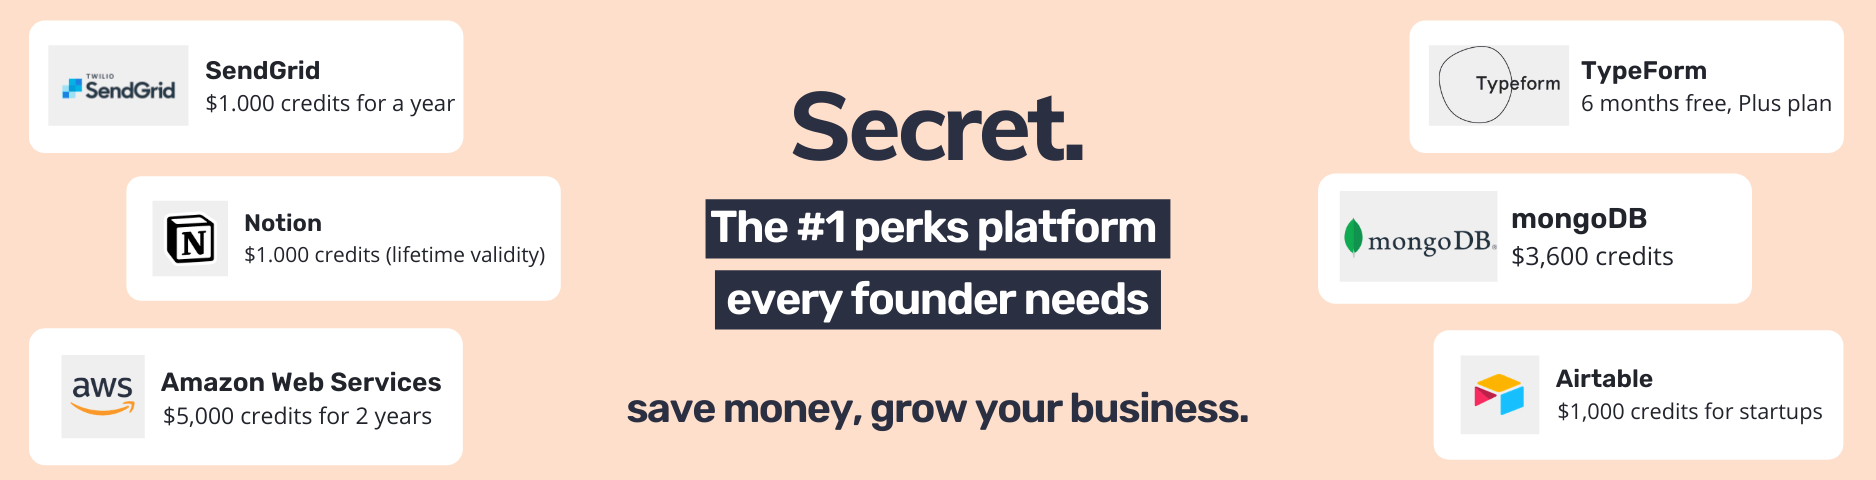 TWILIO
SendGrid
SendGrid
$1.000 credits for a year
N
Notion
$1.000 credits (lifetime validity)
aws
Amazon Web Services
$5,000 credits for 2 years
Secret.
The #1 perks platform
every founder needs
save money, grow your business.
Typeform
TypeForm
6 months free, Plus plan
mongoDB®
mongoDB
$3,600 credits
Airtable
$1,000 credits for startups